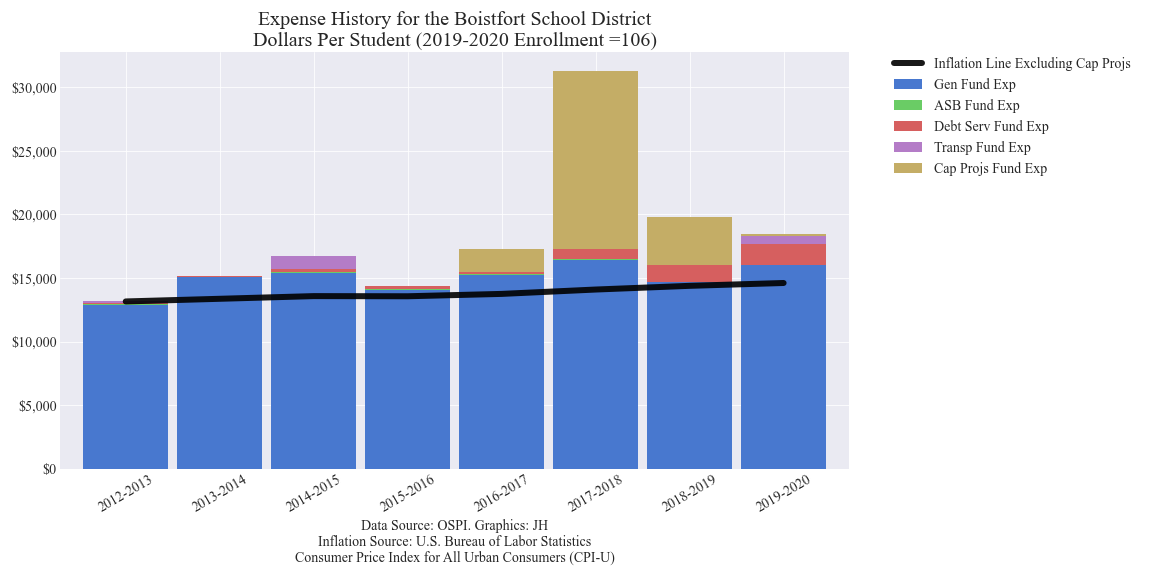 Expense History for the Boistfort School District
Dollars Per Student (2019-2020 Enrollment =106)
Inflation Line Excluding Cap Projs
Gen Fund Exp
ASB Fund Exp
Debt Serv Fund Exp
Transp Fund Exp
Cap Projs Fund Exp
$30,000
$25,000
$20,000
$15,000
$10,000
$5,000
$0
2012-2013
2013-2014
2014-2015
2015-2016
2016-2017
2017-2018
2018-2019
2019-2020
Data Source: OSPI. Graphics: JH
Inflation Source: U.S. Bureau of Labor Statistics
Consumer Price Index for All Urban Consumers (CPI-U)